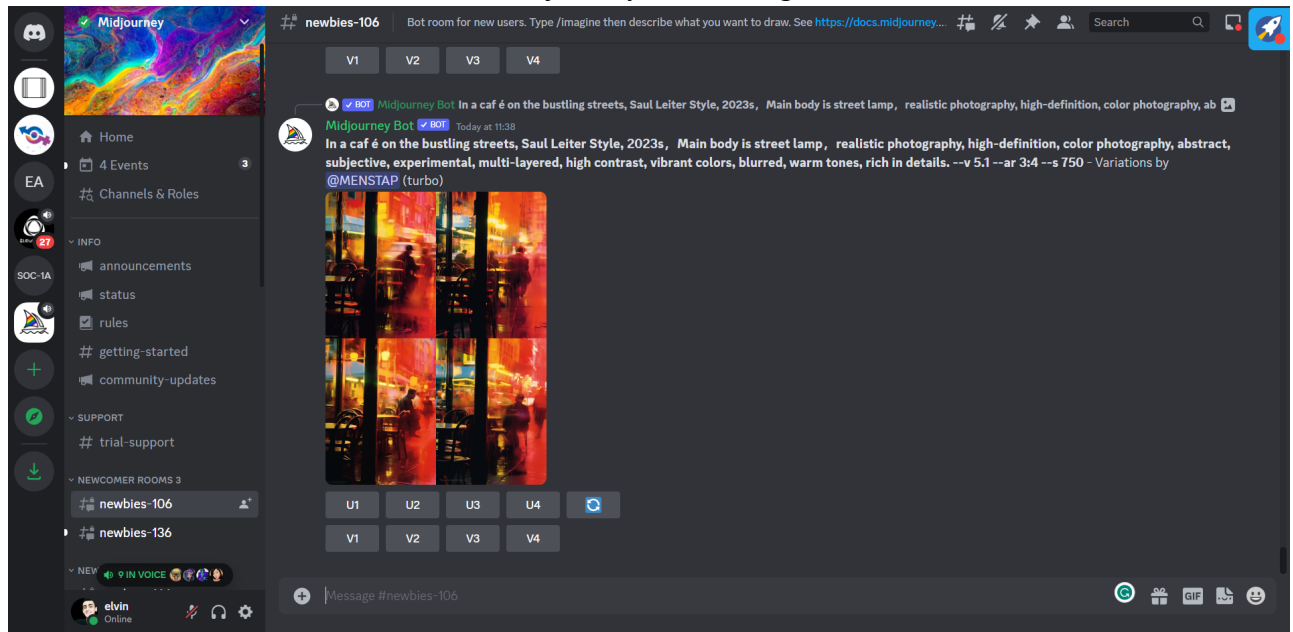 Midjourney
newbies-106
Bot room for new users. Type /imagine then describe what you want to draw. See https://docs.midjourney....
Search
EA
27
SOC-1A
Home
4 Events
3
Channels & Roles
INFO
announcements
status
rules
getting-started
community-updates
SUPPORT
trial-support
NEWCOMER ROOMS 3
newbies-106
newbies-136
NEW
9 IN VOICE
elvin
Online
V1 V2 V3 V4
BOT Midjourney Bot In a caf é on the bustling streets, Saul Leiter Style, 2023s， Main body is street lamp， realistic photography, high-definition, color photography, ab
Midjourney Bot BOT Today at 11:38
In a caf é on the bustling streets, Saul Leiter Style, 2023s， Main body is street lamp， realistic photography, high-definition, color photography, abstract,
subjective, experimental, multi-layered, high contrast, vibrant colors, blurred, warm tones, rich in details. --v 5.1 --ar 3:4 --s 750 - Variations by
@MENSTAP (turbo)
U1 U2 U3 U4
V1 V2 V3 V4
Message #newbies-106
GIF